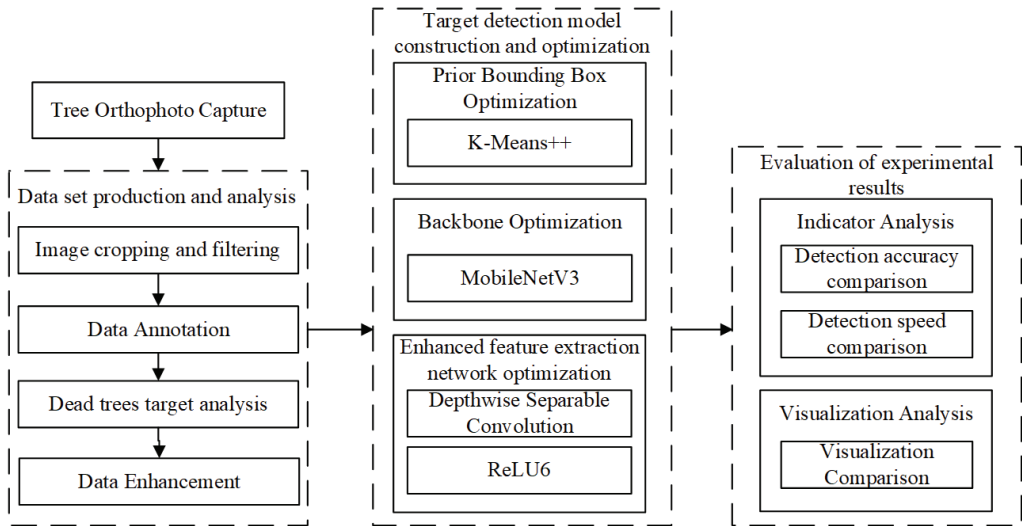 Tree Orthophoto Capture
Data set production and analysis
Image cropping and filtering
Data Annotation
Dead trees target analysis
Data Enhancement
Target detection model
construction and optimization
Prior Bounding Box
Optimization
K-Means++
Backbone Optimization
MobileNetV3
Enhanced feature extraction
network optimization
Depthwise Separable
Convolution
ReLU6
Evaluation of experimental
results
Indicator Analysis
Detection accuracy
comparison
Detection speed
comparison
Visualization Analysis
Visualization
Comparison